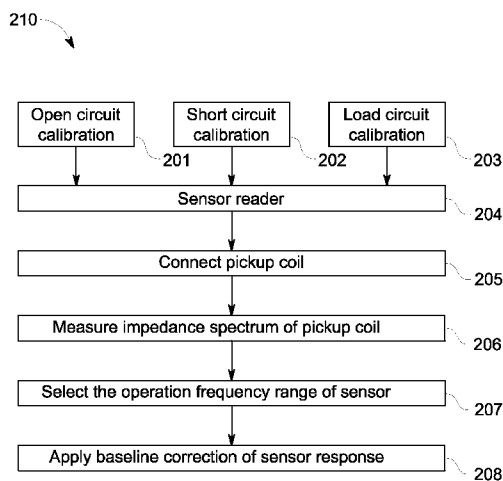 210
Open circuit
calibration
201
Short circuit
calibration
202
Load circuit
calibration
203
Sensor reader
204
Connect pickup coil
205
Measure impedance spectrum of pickup coil
206
Select the operation frequency range of sensor
207
Apply baseline correction of sensor response
208